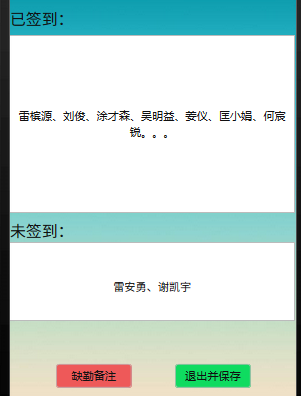 已签到：
雷槟源、刘俊、涂才森、吴明益、姜仪、匡小娟、何宸
锐。。。
未签到：
雷安勇、谢凯宇
缺勤备注
退出并保存